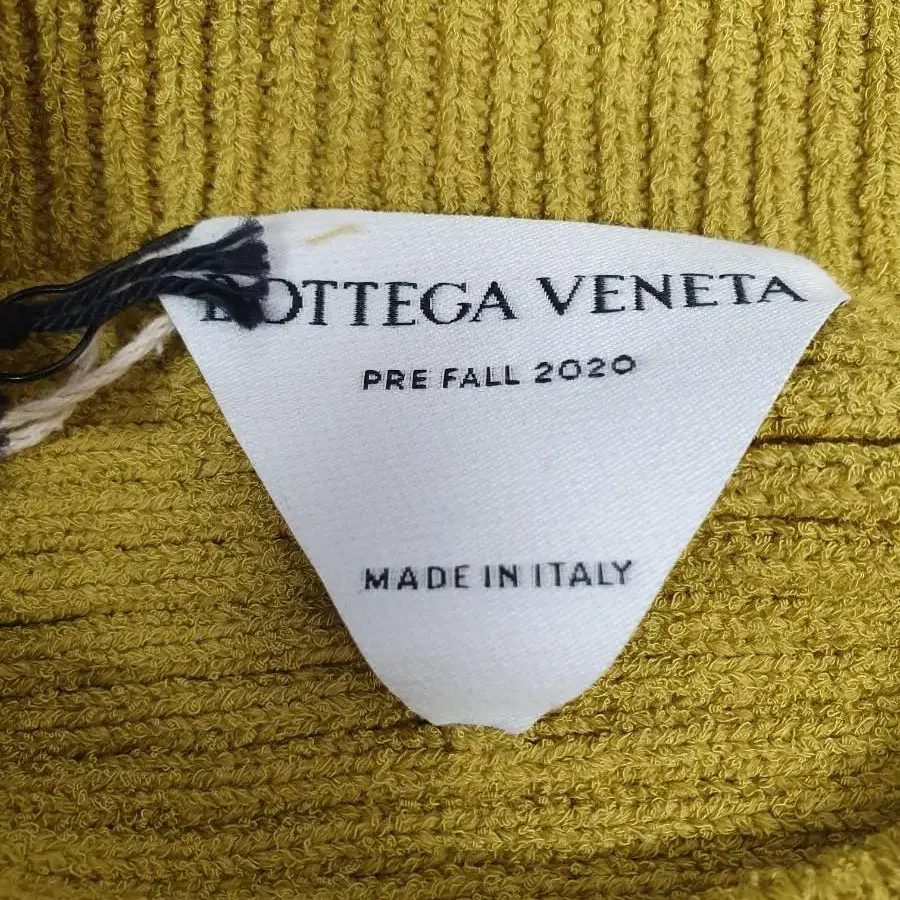 BOTTEGA VENETA
PRE FALL 2020
MADE IN ITALY